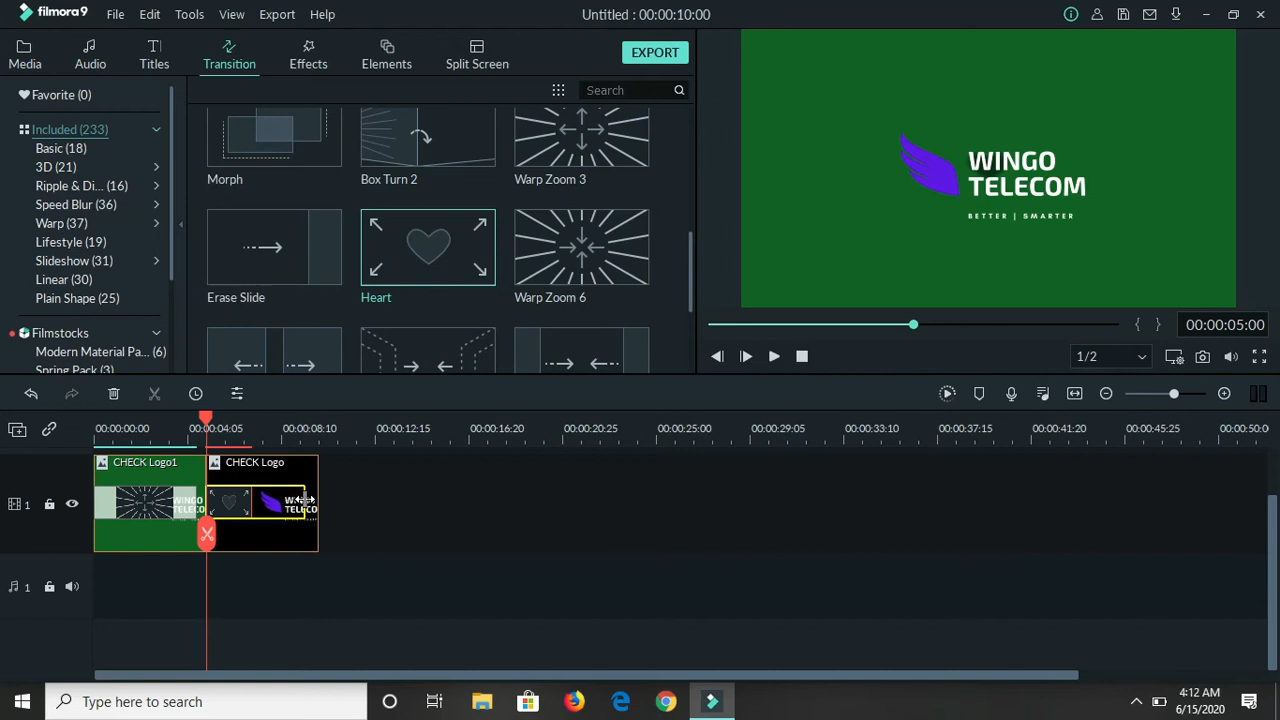 filmora9
File Edit Tools View Export Help
Untitled : 00:00:10:00
Media
Audio
Titles
Transition
Effects
Elements
Split Screen
EXPORT
Favorite (0)
Included (233)
Basic (18)
3D (21)
Ripple & Di... (16)
Speed Blur (36)
Warp (37)
Lifestyle (19)
Slideshow (31)
Linear (30)
Plain Shape (25)
Filmstocks
Modern Material Pa... (6)
Spring Pack (3)
Search
Morph
Box Turn 2
Warp Zoom 3
Erase Slide
Heart
Warp Zoom 6
WINGO
TELECOM
BETTER | SMARTER
00:00:05:00
1/2
00:00:00:00
00:00:04:05
00:00:08:10
00:00:12:15
00:00:16:20
00:00:20:25
00:00:25:00
00:00:29:05
00:00:33:10
00:00:37:15
00:00:41:20
00:00:45:25
00:00:50:0
CHECK Logo1
CHECK Logo
WINGO
TELECO
WINGO
TELECO
1
1
Type here to search
4:12 AM
6/15/2020